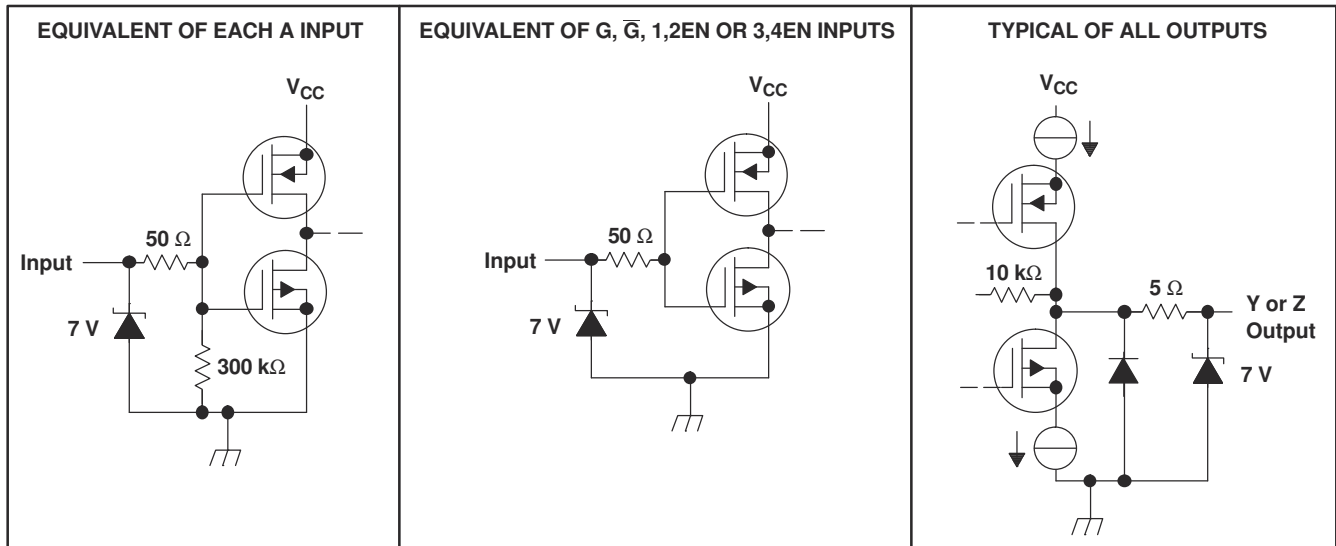 EQUIVALENT OF EACH A INPUT
VCC
50 Ω
Input
7 V
300 kΩ
EQUIVALENT OF G, G̅, 1,2EN OR 3,4EN INPUTS
VCC
50 Ω
Input
7 V
TYPICAL OF ALL OUTPUTS
VCC
10 kΩ
5 Ω
Y or Z
Output
7 V